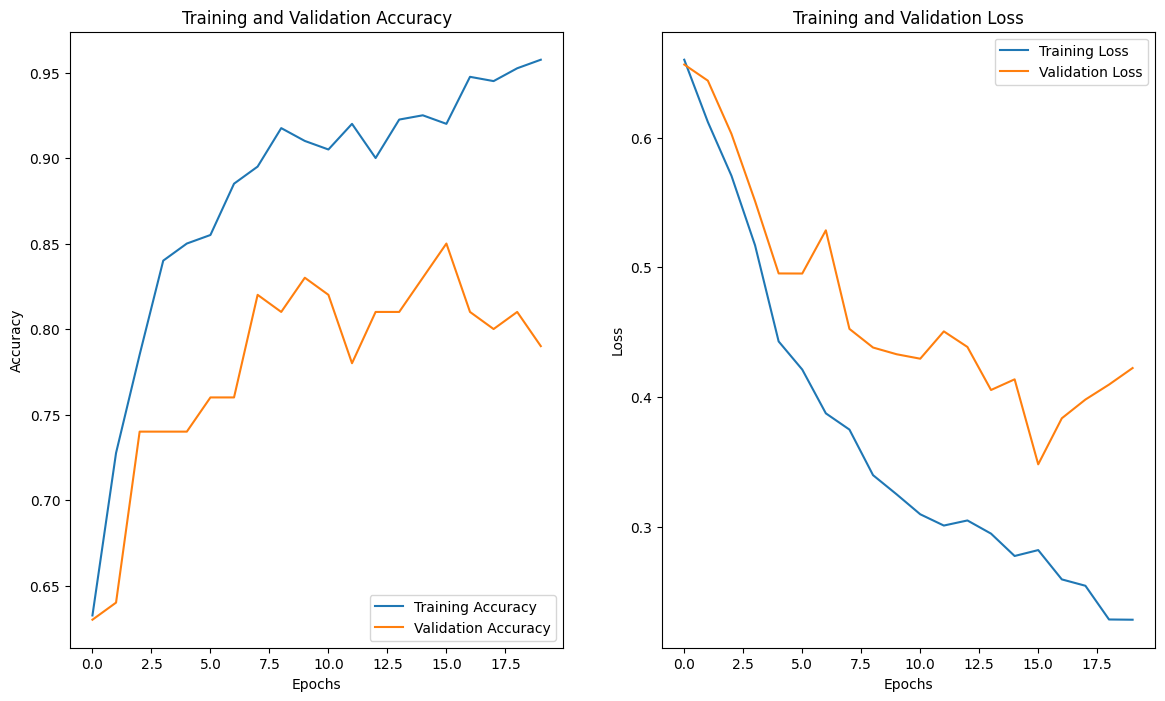 Training and Validation Accuracy
0.95
0.90
0.85
0.80
0.75
0.70
0.65
Accuracy
Training Accuracy
Validation Accuracy
0.0 2.5 5.0 7.5 10.0 12.5 15.0 17.5
Epochs
Training and Validation Loss
Training Loss
Validation Loss
0.6
0.5
0.4
0.3
Loss
0.0 2.5 5.0 7.5 10.0 12.5 15.0 17.5
Epochs